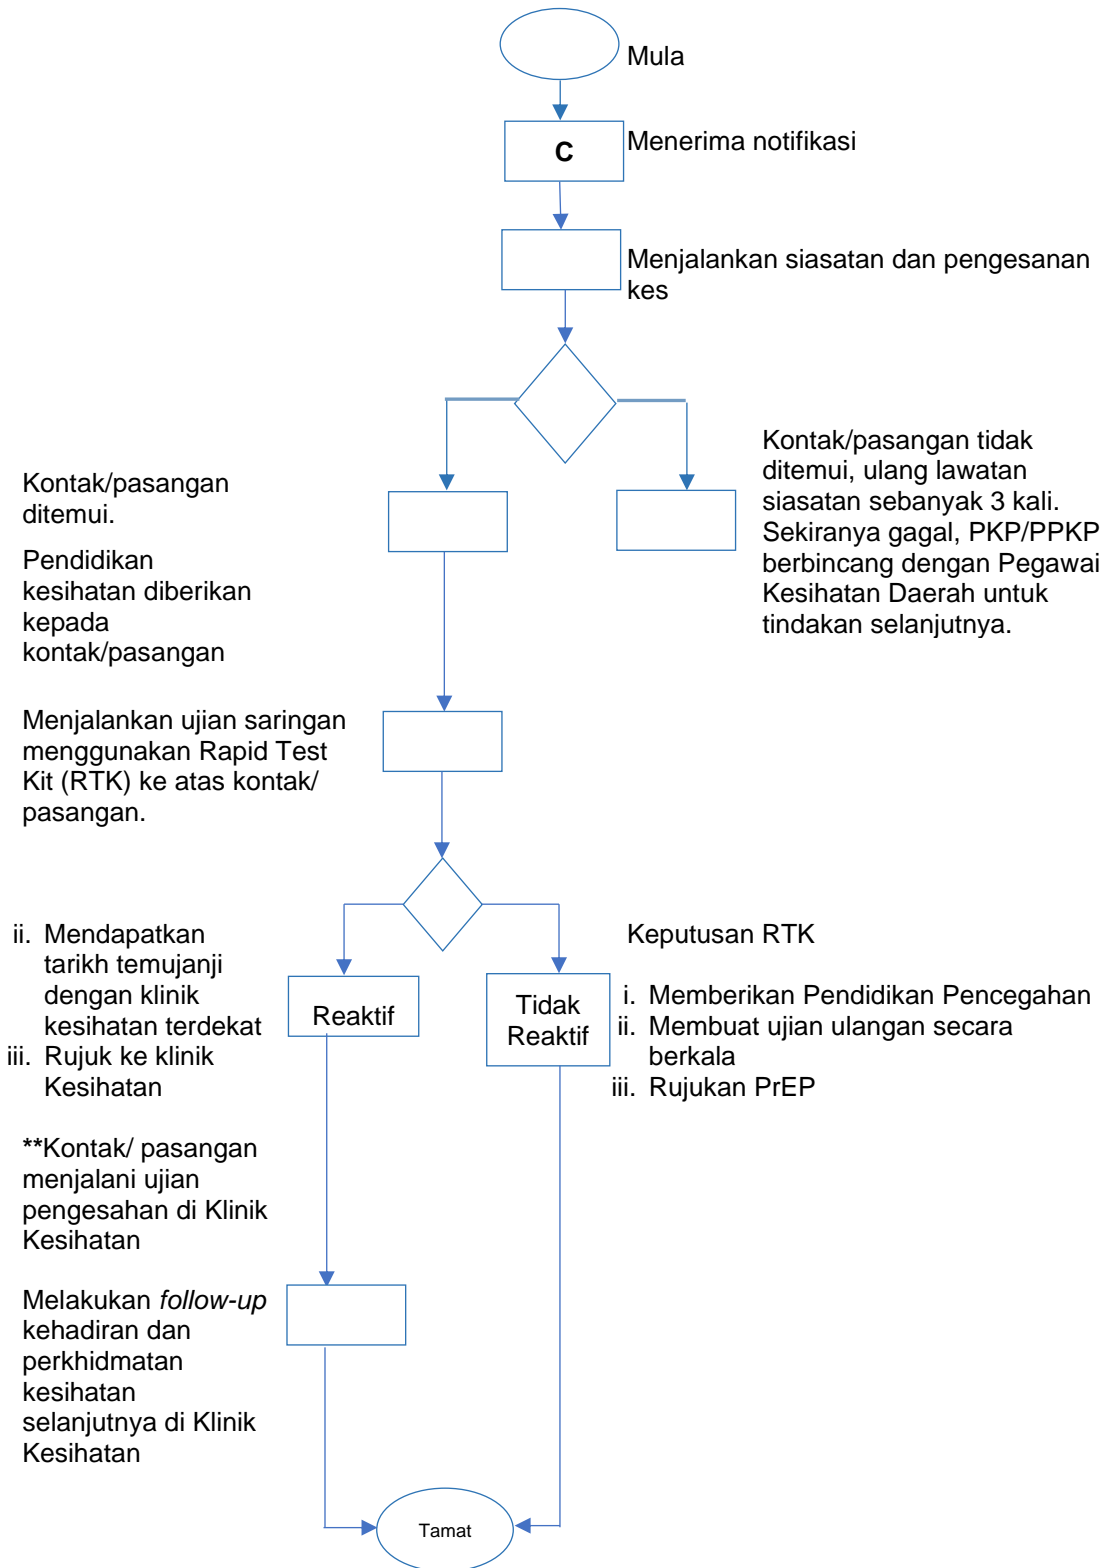 Mula
C
Menerima notifikasi
Menjalankan siasatan dan pengesanan
kes
Kontak/pasangan
ditemui.
Pendidikan
kesihatan diberikan
kepada
kontak/pasangan
Kontak/pasangan tidak
ditemui, ulang lawatan
siasatan sebanyak 3 kali.
Sekiranya gagal, PKP/PPKP
berbincang dengan Pegawai
Kesihatan Daerah untuk
tindakan selanjutnya.
Menjalankan ujian saringan
menggunakan Rapid Test
Kit (RTK) ke atas kontak/
pasangan.
ii. Mendapatkan
tarikh temujanji
dengan klinik
kesihatan terdekat
iii. Rujuk ke klinik
Kesihatan
Reaktif
Tidak
Reaktif
Keputusan RTK
i. Memberikan Pendidikan Pencegahan
ii. Membuat ujian ulangan secara
berkala
iii. Rujukan PrEP
**Kontak/ pasangan
menjalani ujian
pengesahan di Klinik
Kesihatan
Melakukan follow-up
kehadiran dan
perkhidmatan
kesihatan
selanjutnya di Klinik
Kesihatan
Tamat